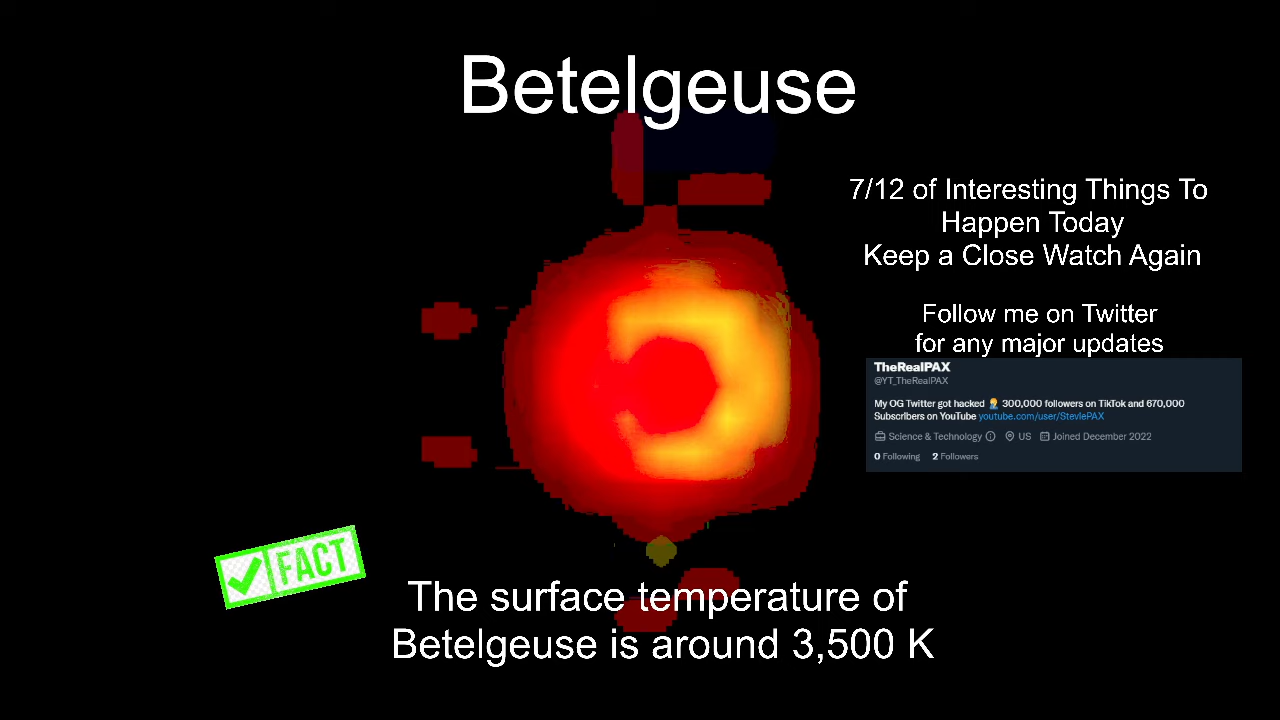 Betelgeuse
7/12 of Interesting Things To
Happen Today
Keep a Close Watch Again
Follow me on Twitter
for any major updates
TheRealPAX
@YT_TheRealPAX
My OG Twitter got hacked 🤦 300,000 followers on TikTok and 670,000
Subscribers on YouTube youtube.com/user/SteviePAX
Science & Technology US Joined December 2022
0 Following 2 Followers
FACT
The surface temperature of
Betelgeuse is around 3,500 K